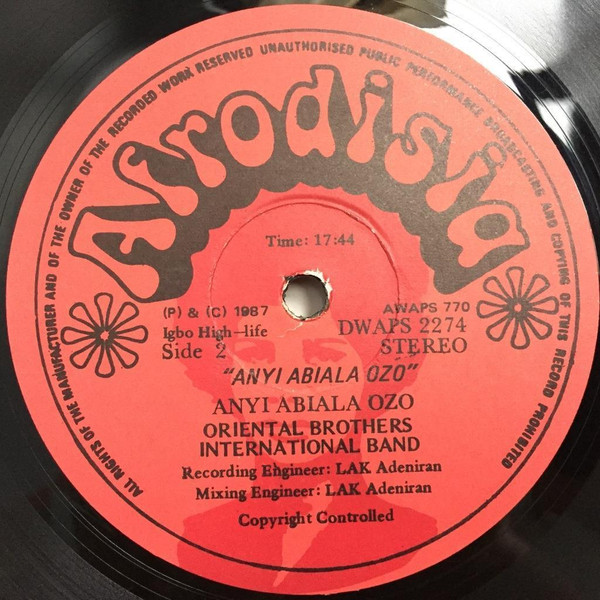 ALL RIGHTS OF THE MANUFACTURER AND OF THE OWNER OF THE RECORDED WORK RESERVED UNAUTHORISED PUBLIC PERFORMANCE BROADCASTING AND COPYING OF THIS RECORD PROHIBITED
Afrodisia
Time: 17:44
(P) & (C) 1987
AWAPS 770
Igbo High-life
DWAPS 2274
Side 2
STEREO
"ANYI ABIALA OZO"
ANYI ABIALA OZO
ORIENTAL BROTHERS
INTERNATIONAL BAND
Recording Engineer: LAK Adeniran
Mixing Engineer: LAK Adeniran
Copyright Controlled